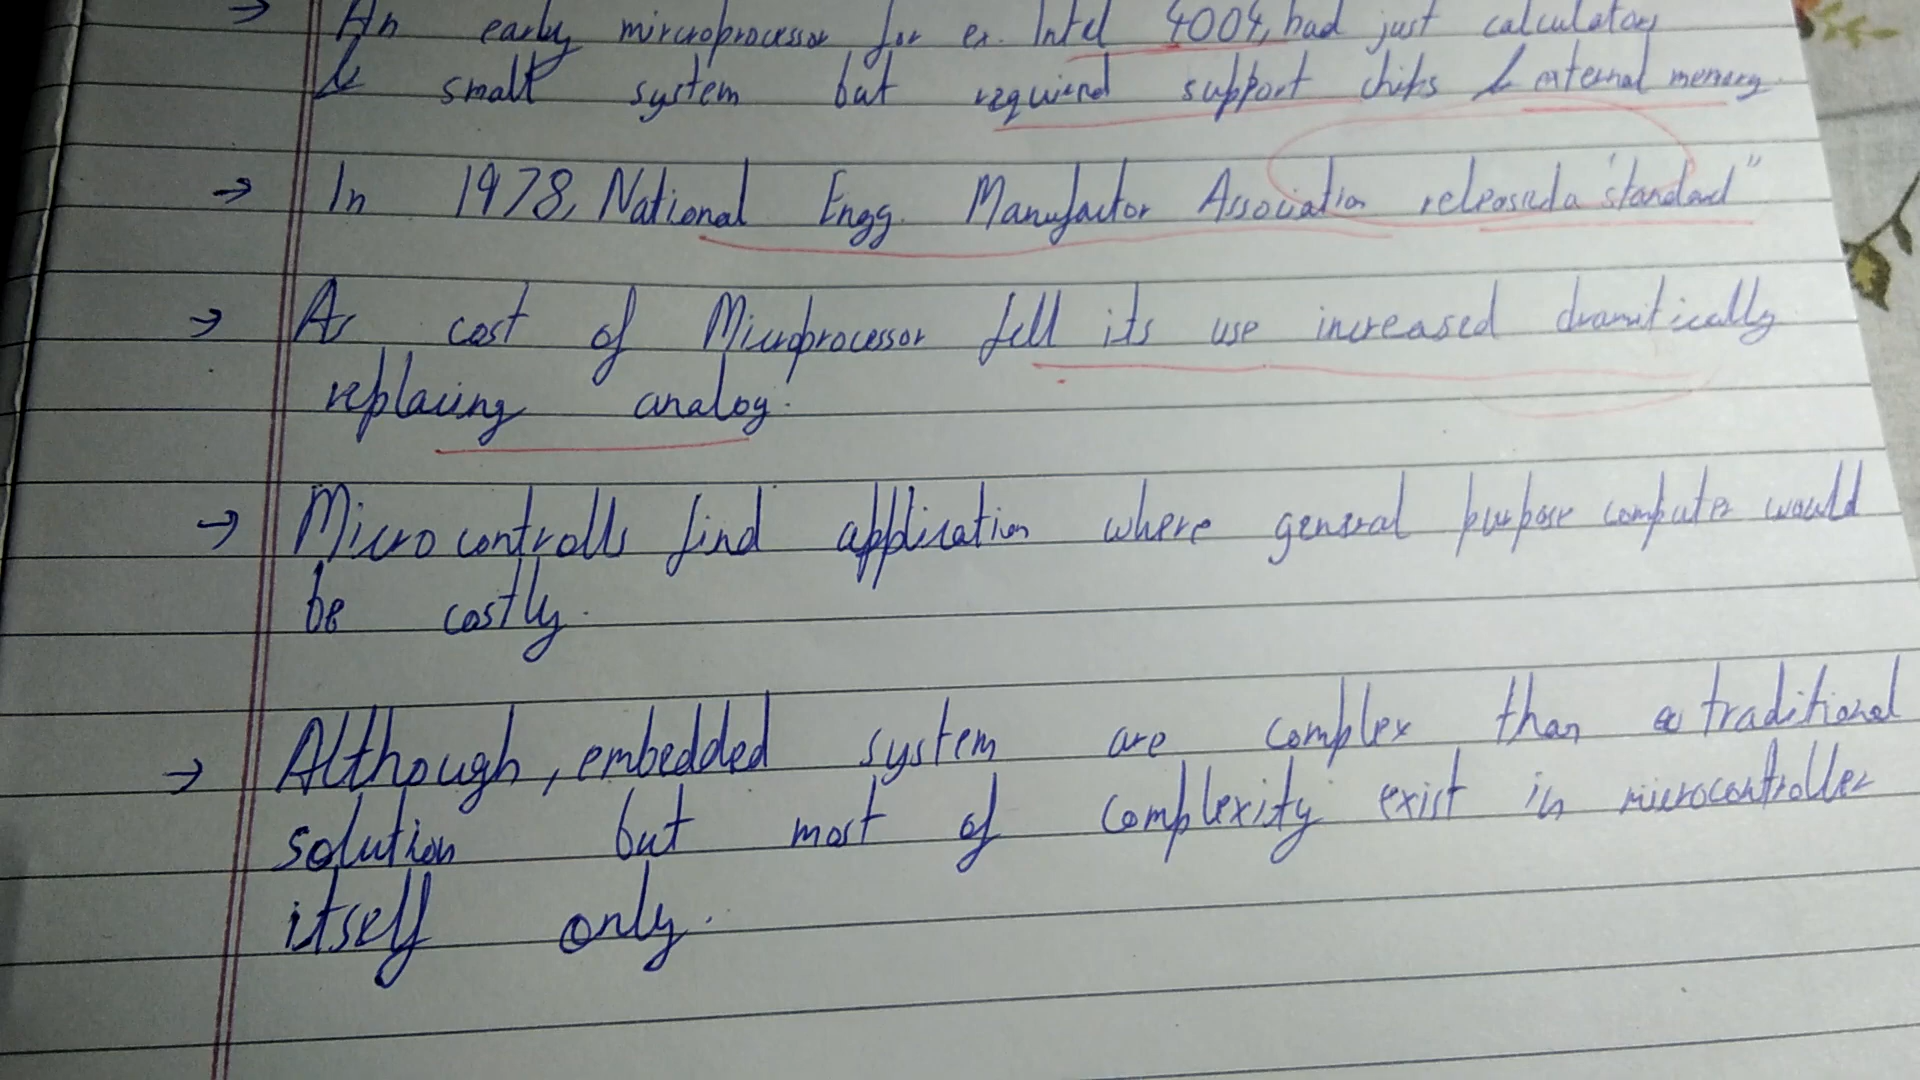 → An early mircroprocessor for ex. Intel 4004, had just calculators
& small system but required support chips & external memory.
→ In 1978, National Engg. Manufactor Association released a "standard"
→ As cost of Microprocessor fell its use increased dramitically
replacing analog.
→ Micro controlls find application where general purpose computer would
be costly.
→ Although, embedded system are complex than a traditional
solution but most of complexity exist in microcontroller
itself only.